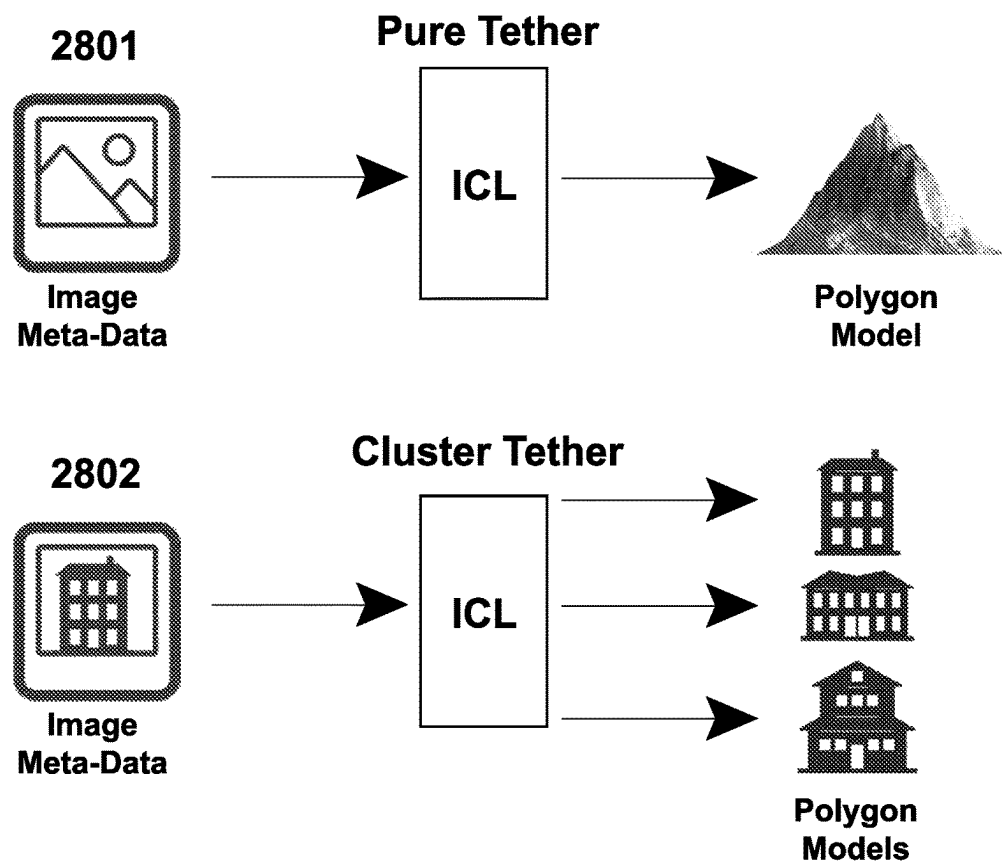 2801
Pure Tether
ICL
Image
Meta-Data
Polygon
Model
2802
Cluster Tether
ICL
Image
Meta-Data
Polygon
Models